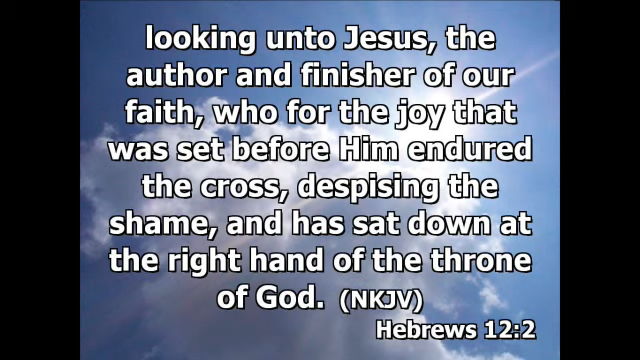 looking unto Jesus, the
author and finisher of our
faith, who for the joy that
was set before Him endured
the cross, despising the
shame, and has sat down at
the right hand of the throne
of God. (NKJV)
Hebrews 12:2